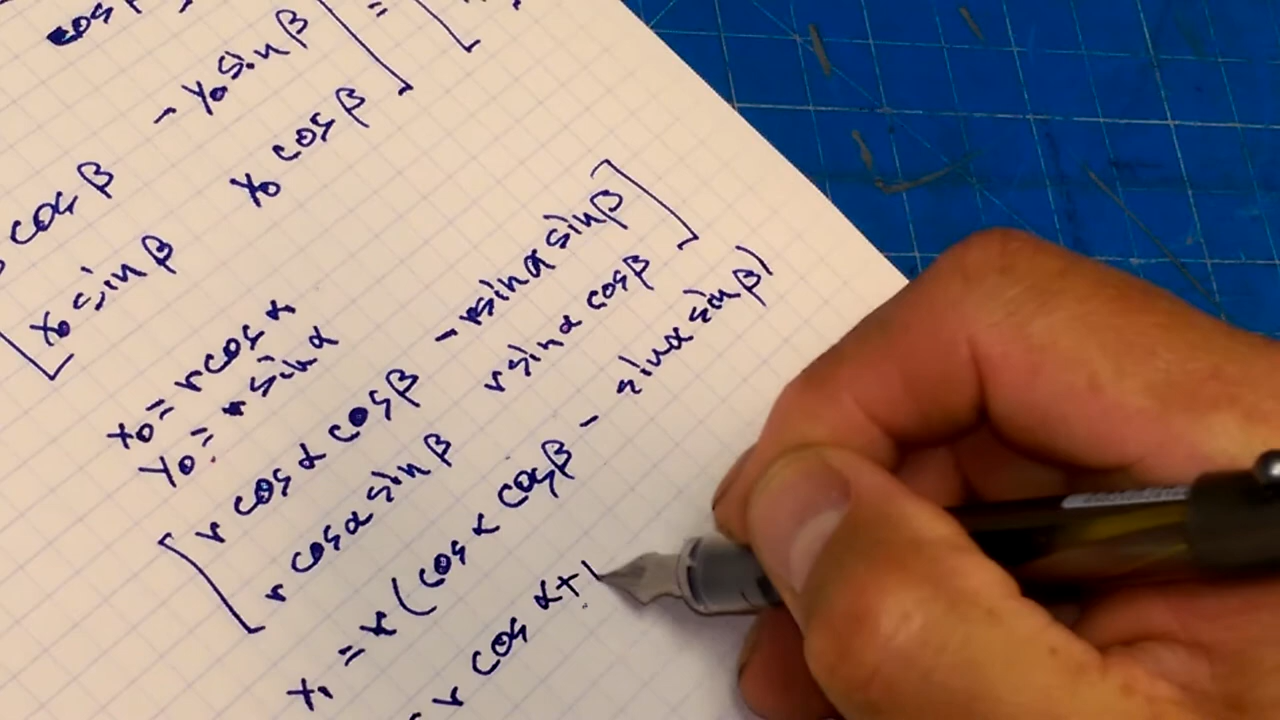 cos β
cos β - y₀ sin β ] = [
[ x₀ sin β x₀ cos β
x₀ = r cos α
y₀ = r sin α
[ r cos α cos β - r sin α sin β ]
r cos α sin β r sin α cos β
x₁ = r ( cos α cos β - sin α sin β )
r cos α +